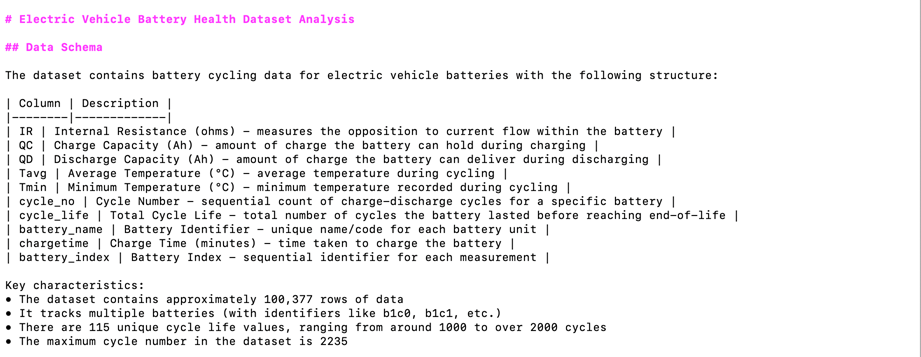 # Electric Vehicle Battery Health Dataset Analysis
## Data Schema
The dataset contains battery cycling data for electric vehicle batteries with the following structure:
| Column | Description |
|--------|-------------|
| IR | Internal Resistance (ohms) – measures the opposition to current flow within the battery |
| QC | Charge Capacity (Ah) – amount of charge the battery can hold during charging |
| QD | Discharge Capacity (Ah) – amount of charge the battery can deliver during discharging |
| Tavg | Average Temperature (°C) – average temperature during cycling |
| Tmin | Minimum Temperature (°C) – minimum temperature recorded during cycling |
| cycle_no | Cycle Number – sequential count of charge-discharge cycles for a specific battery |
| cycle_life | Total Cycle Life – total number of cycles the battery lasted before reaching end-of-life |
| battery_name | Battery Identifier – unique name/code for each battery unit |
| chargetime | Charge Time (minutes) – time taken to charge the battery |
| battery_index | Battery Index – sequential identifier for each measurement |
Key characteristics:
• The dataset contains approximately 100,377 rows of data
• It tracks multiple batteries (with identifiers like b1c0, b1c1, etc.)
• There are 115 unique cycle life values, ranging from around 1000 to over 2000 cycles
• The maximum cycle number in the dataset is 2235